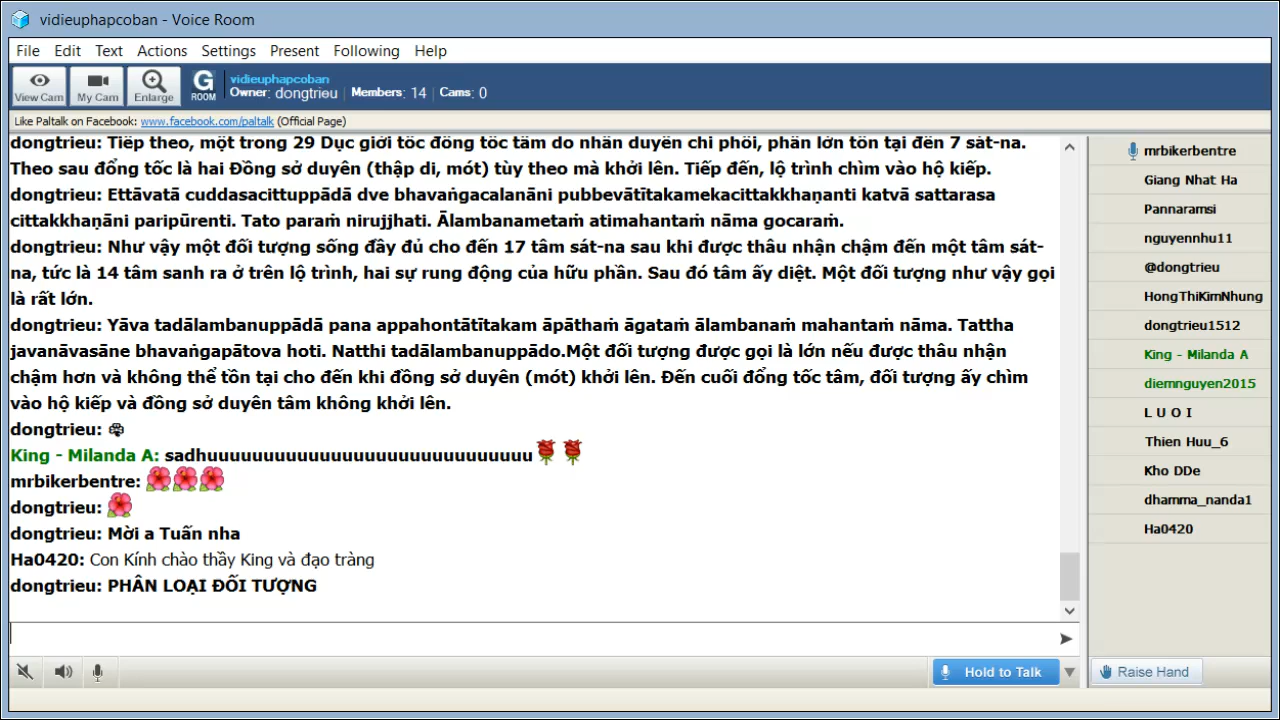 vidieuphapcoban - Voice Room
File Edit Text Actions Settings Present Following Help
View Cam My Cam Enlarge G ROOM
vidieuphapcoban
Owner: dongtrieu | Members: 14 | Cams: 0
Like Paltalk on Facebook: www.facebook.com/paltalk (Official Page)
dongtrieu: Tiếp theo, một trong 29 Dục giới tốc đồng tốc tâm do nhân duyên chi phối, phần lớn tồn tại đến 7 sát-na.
Theo sau đổng tốc là hai Đồng sở duyên (thập di, mót) tùy theo mà khởi lên. Tiếp đến, lộ trình chìm vào hộ kiếp.
dongtrieu: Ettāvatā cuddasacittuppādā dve bhavaṅgacalanāni pubbevātītakamekacittakkhaṇanti katvā sattarasa
cittakkhaṇāni paripūrenti. Tato paraṁ nirujjhati. Ālambanametaṁ atimahantaṁ nāma gocaraṁ.
dongtrieu: Như vậy một đối tượng sống đầy đủ cho đến 17 tâm sát-na sau khi được thâu nhận chậm đến một tâm sát-
na, tức là 14 tâm sanh ra ở trên lộ trình, hai sự rung động của hữu phần. Sau đó tâm ấy diệt. Một đối tượng như vậy gọi
là rất lớn.
dongtrieu: Yāva tadālambanuppādā pana appahontātītakam āpāthaṁ āgataṁ ālambanaṁ mahantaṁ nāma. Tattha
javanāvasāne bhavaṅgapātova hoti. Natthi tadālambanuppādo.Một đối tượng được gọi là lớn nếu được thâu nhận
chậm hơn và không thể tồn tại cho đến khi đồng sở duyên (mót) khởi lên. Đến cuối đổng tốc tâm, đối tượng ấy chìm
vào hộ kiếp và đồng sở duyên tâm không khởi lên.
dongtrieu:
King - Milanda A: sadhuuuuuuuuuuuuuuuuuuuuuuuuuuuuu
mrbikerbentre:
dongtrieu:
dongtrieu: Mời a Tuấn nha
Ha0420: Con Kính chào thầy King và đạo tràng
dongtrieu: PHÂN LOẠI ĐỐI TƯỢNG
mrbikerbentre
Giang Nhat Ha
Pannaramsi
nguyennhu11
@dongtrieu
HongThiKimNhung
dongtrieu1512
King - Milanda A
diemnguyen2015
L U O I
Thien Huu_6
Kho DDe
dhamma_nanda1
Ha0420
Hold to Talk
Raise Hand